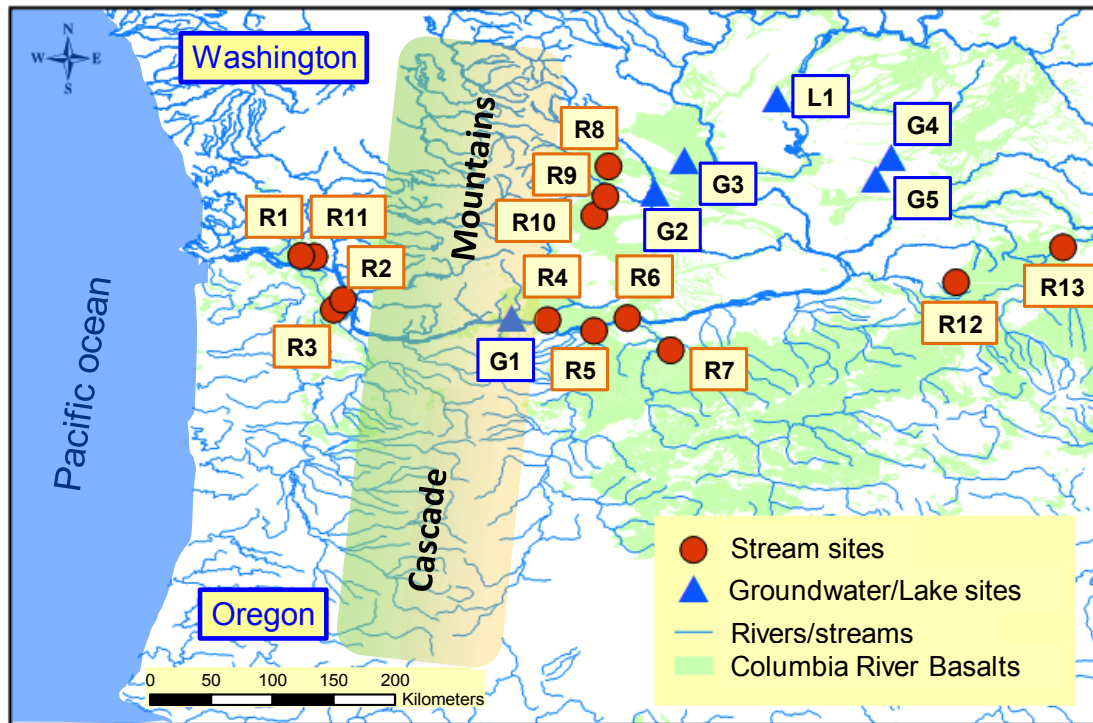 N
W E
S
Washington
Oregon
Pacific ocean
Cascade Mountains
R1
R11
R2
R3
R8
R9
R10
R4
R6
R5
R7
G1
G2
G3
L1
G4
G5
R12
R13
Stream sites
Groundwater/Lake sites
Rivers/streams
Columbia River Basalts
0 50 100 150 200
Kilometers